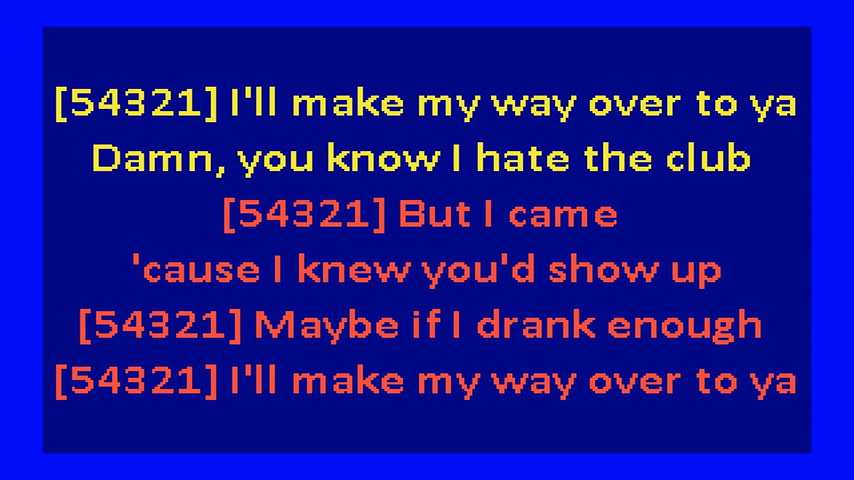 [54321] I'll make my way over to ya
Damn, you know I hate the club
[54321] But I came
'cause I knew you'd show up
[54321] Maybe if I drank enough
[54321] I'll make my way over to ya